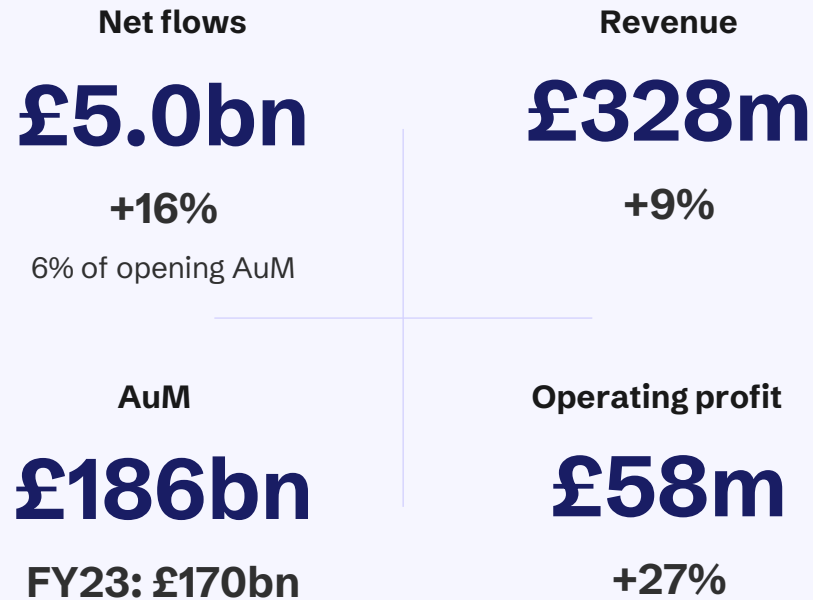 Net flows
£5.0bn
+16%
6% of opening AuM
Revenue
£328m
+9%
AuM
£186bn
FY23: £170bn
Operating profit
£58m
+27%